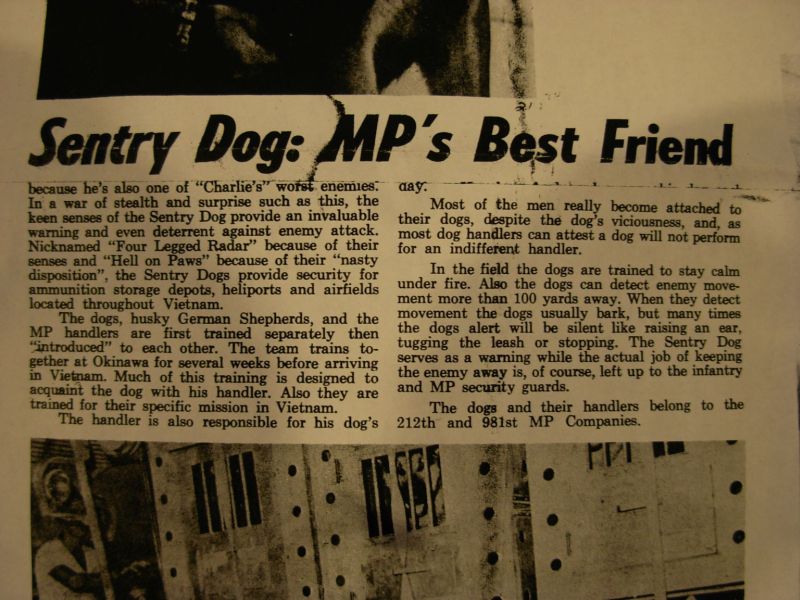 Sentry Dog: MP's Best Friend
because he's also one of "Charlie's" worst enemies.
In a war of stealth and surprise such as this, the
keen senses of the Sentry Dog provide an invaluable
warning and even deterrent against enemy attack.
Nicknamed "Four Legged Radar" because of their
senses and "Hell on Paws" because of their "nasty
disposition", the Sentry Dogs provide security for
ammunition storage depots, heliports and airfields
located throughout Vietnam.
The dogs, husky German Shepherds, and the
MP handlers are first trained separately then
"introduced" to each other. The team trains to-
gether at Okinawa for several weeks before arriving
in Vietnam. Much of this training is designed to
acquaint the dog with his handler. Also they are
trained for their specific mission in Vietnam.
The handler is also responsible for his dog's
day.
Most of the men really become attached to
their dogs, despite the dog's viciousness, and, as
most dog handlers can attest a dog will not perform
for an indifferent handler.
In the field the dogs are trained to stay calm
under fire. Also the dogs can detect enemy move-
ment more than 100 yards away. When they detect
movement the dogs usually bark, but many times
the dogs alert will be silent like raising an ear,
tugging the leash or stopping. The Sentry Dog
serves as a warning while the actual job of keeping
the enemy away is, of course, left up to the infantry
and MP security guards.
The dogs and their handlers belong to the
212th and 981st MP Companies.